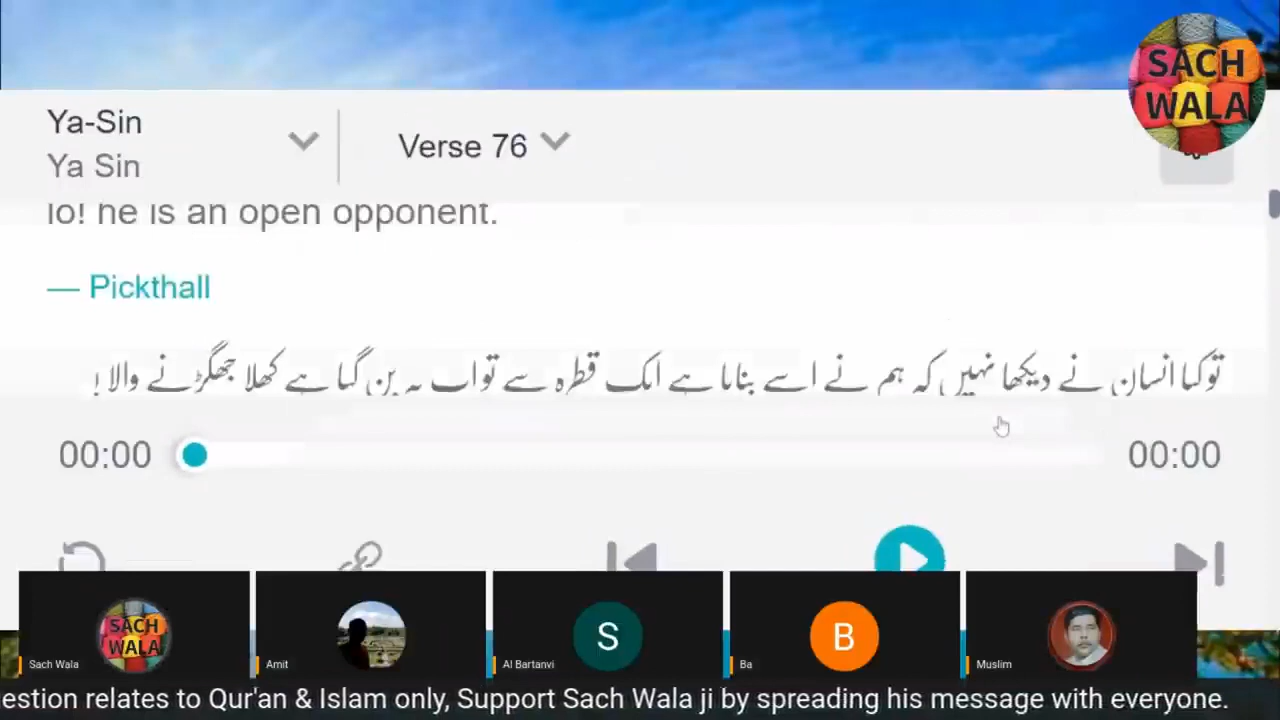 SACH
WALA
Ya-Sin
Ya Sin
Verse 76
lo! he is an open opponent.
— Pickthall
تو کیا انسان نے دیکھا نہیں کہ ہم نے اسے بنایا ہے ایک قطرہ سے تو اب یہ بن گیا ہے کھلا جھگڑنے والا !
00:00
00:00
SACH
WALA
S
B
Sach Wala
Amit
Al Bartanvi
Ba
Muslim
estion relates to Qur'an & Islam only, Support Sach Wala ji by spreading his message with everyone.